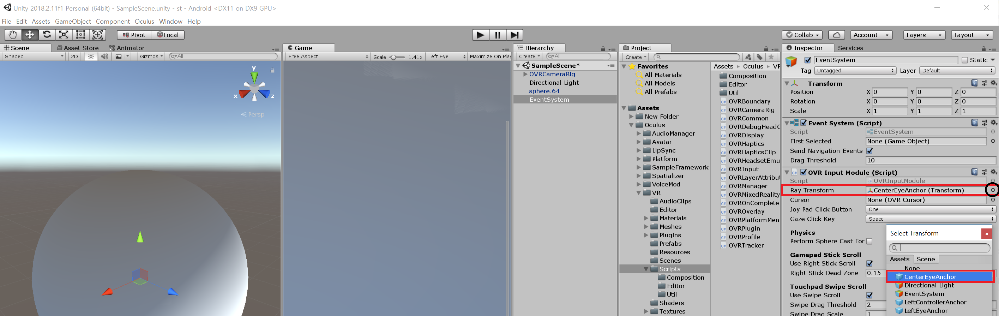 Unity 2018.2.11f1 Personal (64bit) - SampleScene.unity - st - Android <DX11 on DX9 GPU>
File Edit Assets GameObject Component Oculus Window Help
Pivot Local
Collab Account Layers Layout
Scene Asset Store Animator
Shaded 2D Gizmos All
y
x z
Persp
Game
Free Aspect Scale 1.41x Left Eye Maximize On Play
Hierarchy
Create All
SampleScene*
OVRCameraRig
Directional Light
sphere.64
EventSystem
Project
Create
Favorites
All Materials
All Models
All Prefabs
Assets
New Folder
Oculus
AudioManager
Avatar
LipSync
Platform
SampleFramework
Spatializer
VoiceMod
VR
AudioClips
Editor
Materials
Meshes
Plugins
Prefabs
Resources
Scenes
Scripts
Composition
Editor
Util
Shaders
Textures
Assets Oculus VR
Composition
Editor
Util
OVRBoundary
OVRCameraRig
OVRCommon
OVRDebugHeadC
OVRDisplay
OVRHaptics
OVRHapticsClip
OVRHeadsetEmu
OVRInput
OVRLayerAttribut
OVRManager
OVRMixedReality
OVROnComplete
OVROverlay
OVRPlatformMenu
OVRPlugin
OVRProfile
OVRTracker
Inspector Services
EventSystem Static
Tag Untagged Layer Default
Transform
Position X 0 Y 0 Z 0
Rotation X 0 Y 0 Z 0
Scale X 1 Y 1 Z 1
Event System (Script)
Script EventSystem
First Selected None (Game Object)
Send Navigation Events
Drag Threshold 10
OVR Input Module (Script)
Script OVRInputModule
Ray Transform CenterEyeAnchor (Transform)
Cursor None (OVR Cursor)
Joy Pad Click Button One
Gaze Click Key Space
Physics
Perform Sphere Cast For
Gamepad Stick Scroll
Use Right Stick Scroll
Right Stick Dead Zone 0.15
Touchpad Swipe Scroll
Use Swipe Scroll
Swipe Drag Threshold 2
Swipe Drag Scale 1
Select Transform
Assets Scene
None
CenterEyeAnchor
Directional Light
EventSystem
LeftControllerAnchor
LeftEyeAnchor